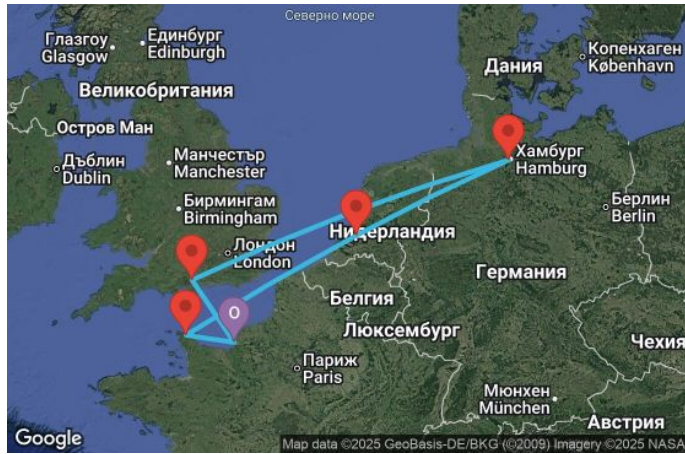 Северно море
Глазгоу
Glasgow
Единбург
Edinburgh
Копенхаген
København
Дания
Великобритания
Остров Ман
Дъблин
Dublin
Манчестър
Manchester
Хамбург
Hamburg
Бирмингам
Birmingham
Берлин
Berlin
Лондон
London
Нидерландия
Германия
Белгия
О
Люксембург
Чехия
Париж
Paris
Мюнхен
München
Австрия
Google
Map data ©2025 GeoBasis-DE/BKG (©2009) Imagery ©2025 NASA